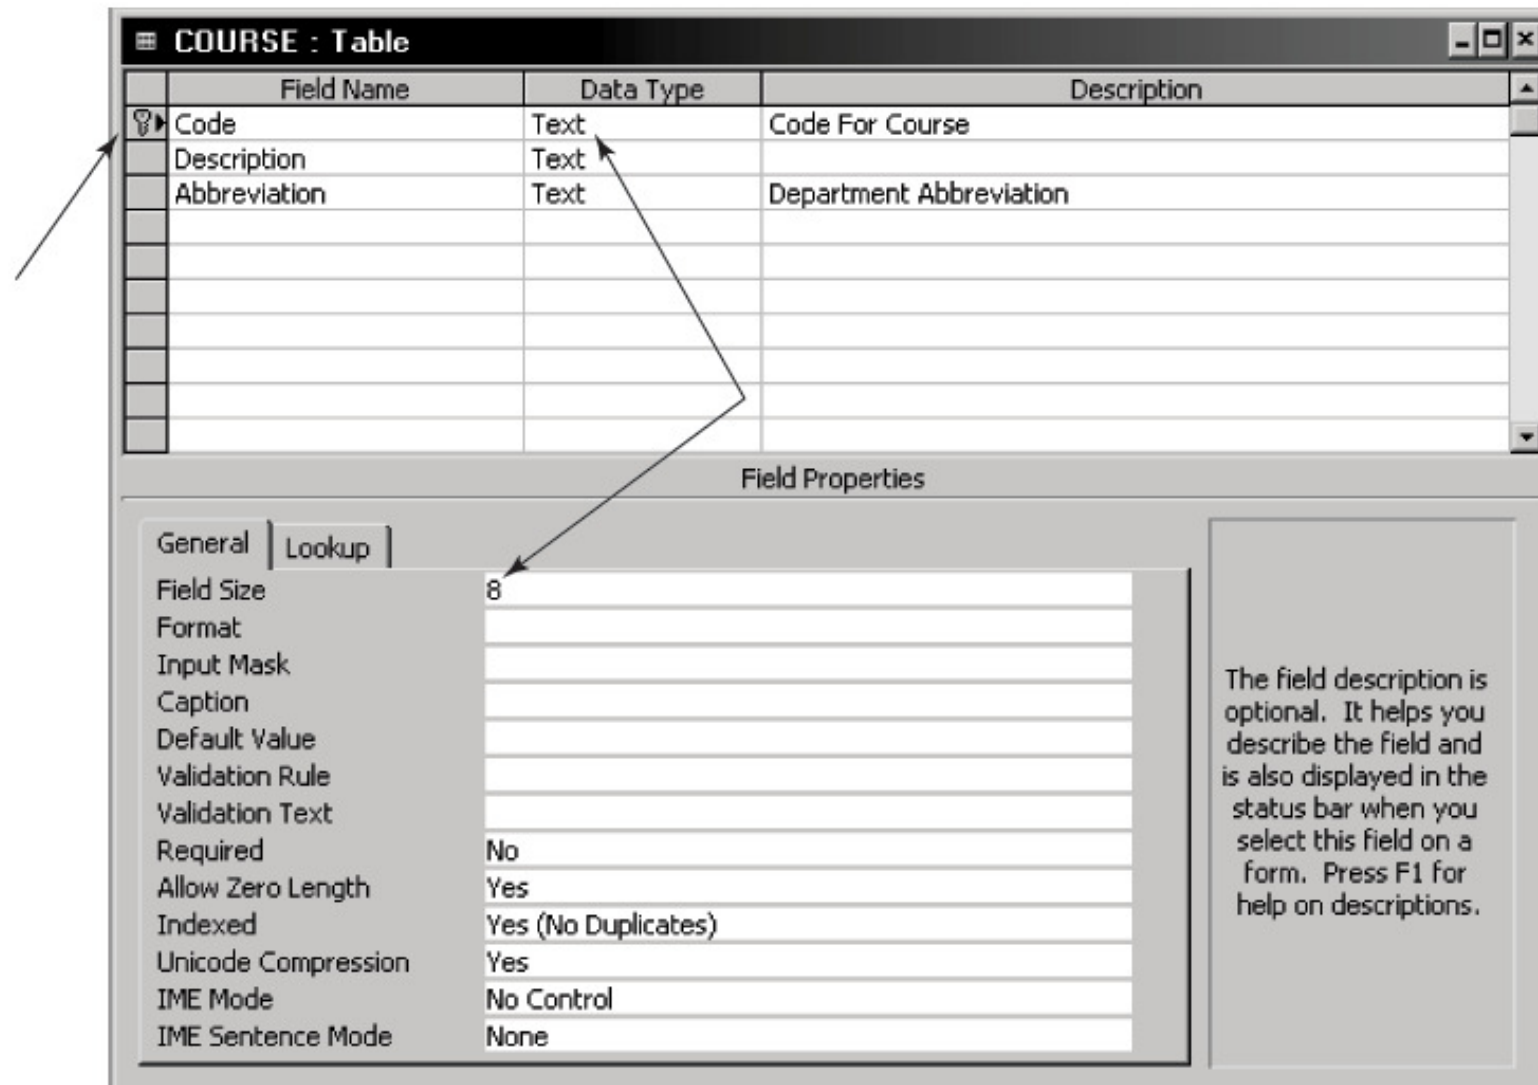 COURSE : Table
Field Name Data Type Description
Code Text Code For Course
Description Text
Abbreviation Text Department Abbreviation
Field Properties
General Lookup
Field Size 8
Format
Input Mask
Caption
Default Value
Validation Rule
Validation Text
Required No
Allow Zero Length Yes
Indexed Yes (No Duplicates)
Unicode Compression Yes
IME Mode No Control
IME Sentence Mode None
The field description is
optional. It helps you
describe the field and
is also displayed in the
status bar when you
select this field on a
form. Press F1 for
help on descriptions.